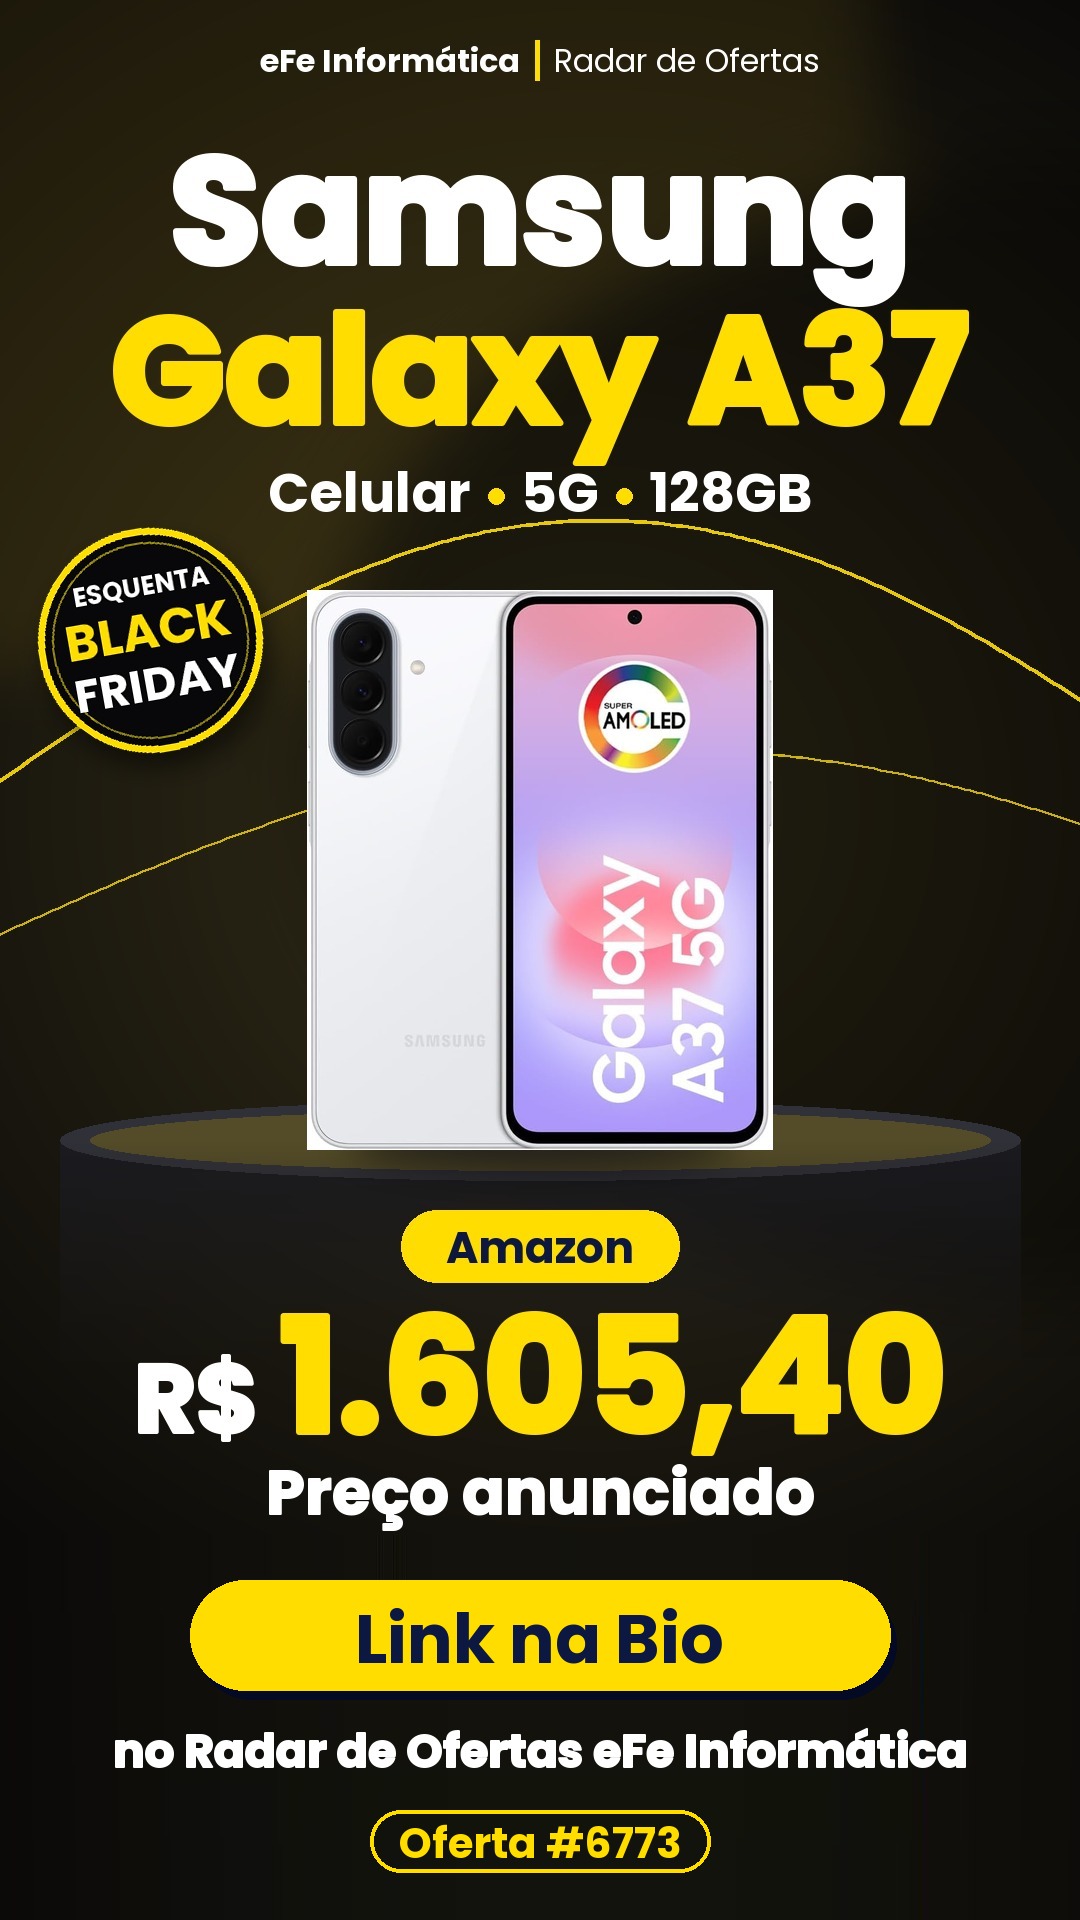 eFe Informática | Radar de Ofertas
Samsung
Galaxy A37
Celular • 5G • 128GB
ESQUENTA
BLACK
FRIDAY
SUPER
AMOLED
Galaxy
A37 5G
SAMSUNG
Amazon
R$ 1.605,40
Preço anunciado
Link na Bio
no Radar de Ofertas eFe Informática
Oferta #6773